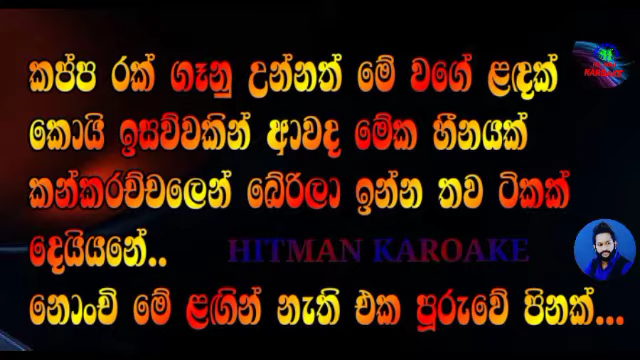 කප්ප රක් ගෑනු උන්නත් මේ වගේ ළඳක්
කොයි ඉසව්වකින් ආවද මේක හීනයක්
කන්කරච්චලෙන් බේරිලා ඉන්න තව ටිකක්
දෙයියනේ..
HITMAN KAROAKE
නොංචි මේ ළඟින් නැති එක පූරුවේ පිනක්...